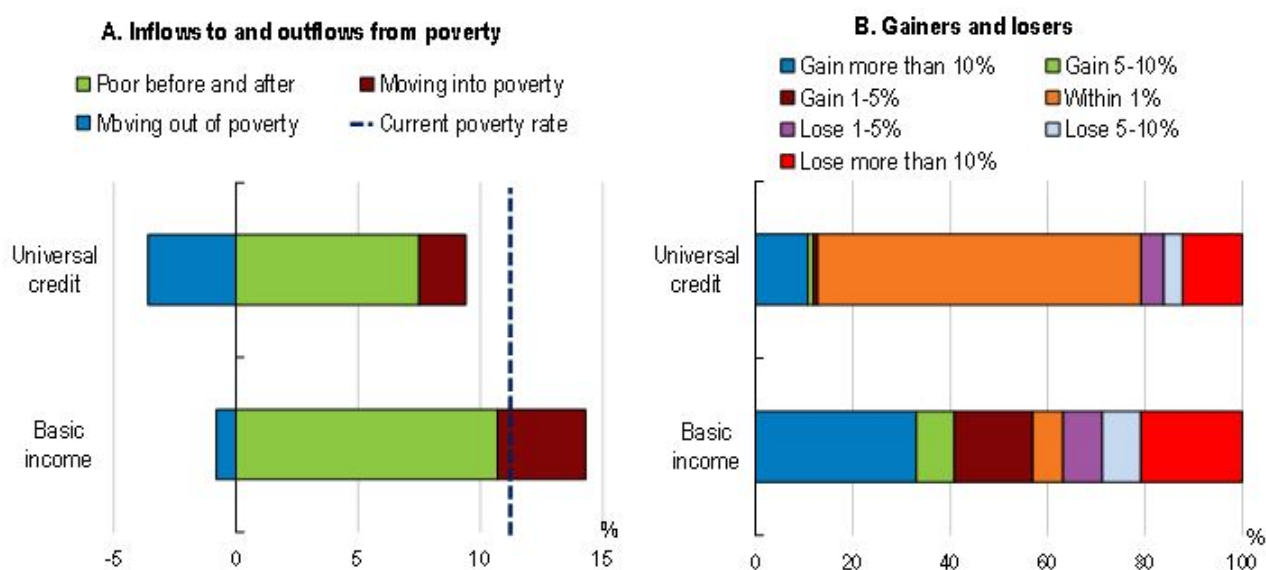 A. Inflows to and outflows from poverty
Poor before and after
Moving into poverty
Moving out of poverty
Current poverty rate
Universal
credit
Basic
income
%
-5
0
5
10
15
B. Gainers and losers
Gain more than 10%
Gain 5-10%
Gain 1-5%
Within 1%
Lose 1-5%
Lose 5-10%
Lose more than 10%
Universal
credit
Basic
income
%
0
20
40
60
80
100